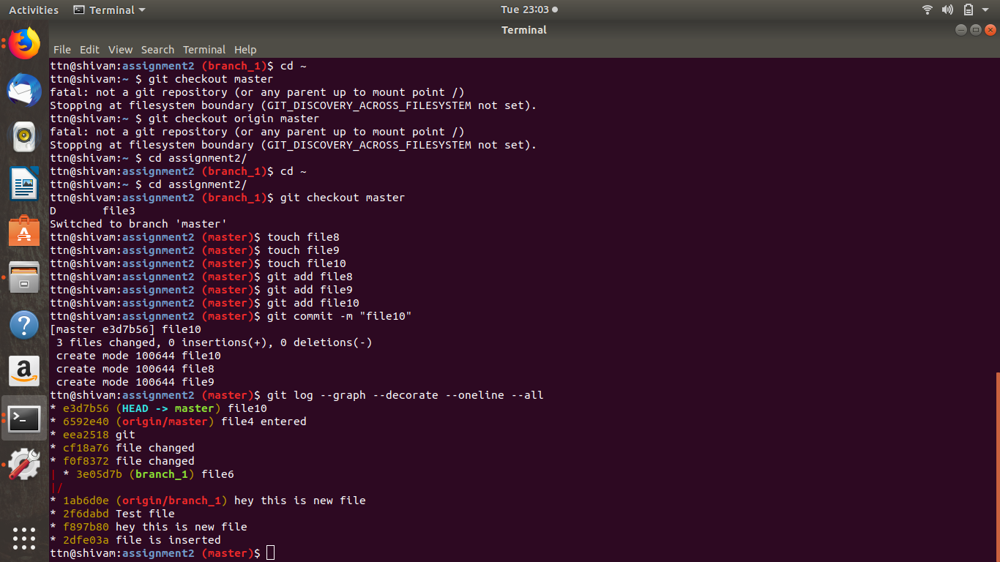 Activities Terminal Tue 23:03
Terminal
File Edit View Search Terminal Help
ttn@shivam:assignment2 (branch_1)$ cd ~
ttn@shivam:~ $ git checkout master
fatal: not a git repository (or any parent up to mount point /)
Stopping at filesystem boundary (GIT_DISCOVERY_ACROSS_FILESYSTEM not set).
ttn@shivam:~ $ git checkout origin master
fatal: not a git repository (or any parent up to mount point /)
Stopping at filesystem boundary (GIT_DISCOVERY_ACROSS_FILESYSTEM not set).
ttn@shivam:~ $ cd assignment2/
ttn@shivam:assignment2 (branch_1)$ cd ~
ttn@shivam:~ $ cd assignment2/
ttn@shivam:assignment2 (branch_1)$ git checkout master
D       file3
Switched to branch 'master'
ttn@shivam:assignment2 (master)$ touch file8
ttn@shivam:assignment2 (master)$ touch file9
ttn@shivam:assignment2 (master)$ touch file10
ttn@shivam:assignment2 (master)$ git add file8
ttn@shivam:assignment2 (master)$ git add file9
ttn@shivam:assignment2 (master)$ git add file10
ttn@shivam:assignment2 (master)$ git commit -m "file10"
[master e3d7b56] file10
 3 files changed, 0 insertions(+), 0 deletions(-)
 create mode 100644 file10
 create mode 100644 file8
 create mode 100644 file9
ttn@shivam:assignment2 (master)$ git log --graph --decorate --oneline --all
* e3d7b56 (HEAD -> master) file10
* 6592e40 (origin/master) file4 entered
* eea2518 git
* cf18a76 file changed
* f0f8372 file changed
| * 3e05d7b (branch_1) file6
|/
* 1ab6d0e (origin/branch_1) hey this is new file
* 2f6dabd Test file
* f897b80 hey this is new file
* 2dfe03a file is inserted
ttn@shivam:assignment2 (master)$